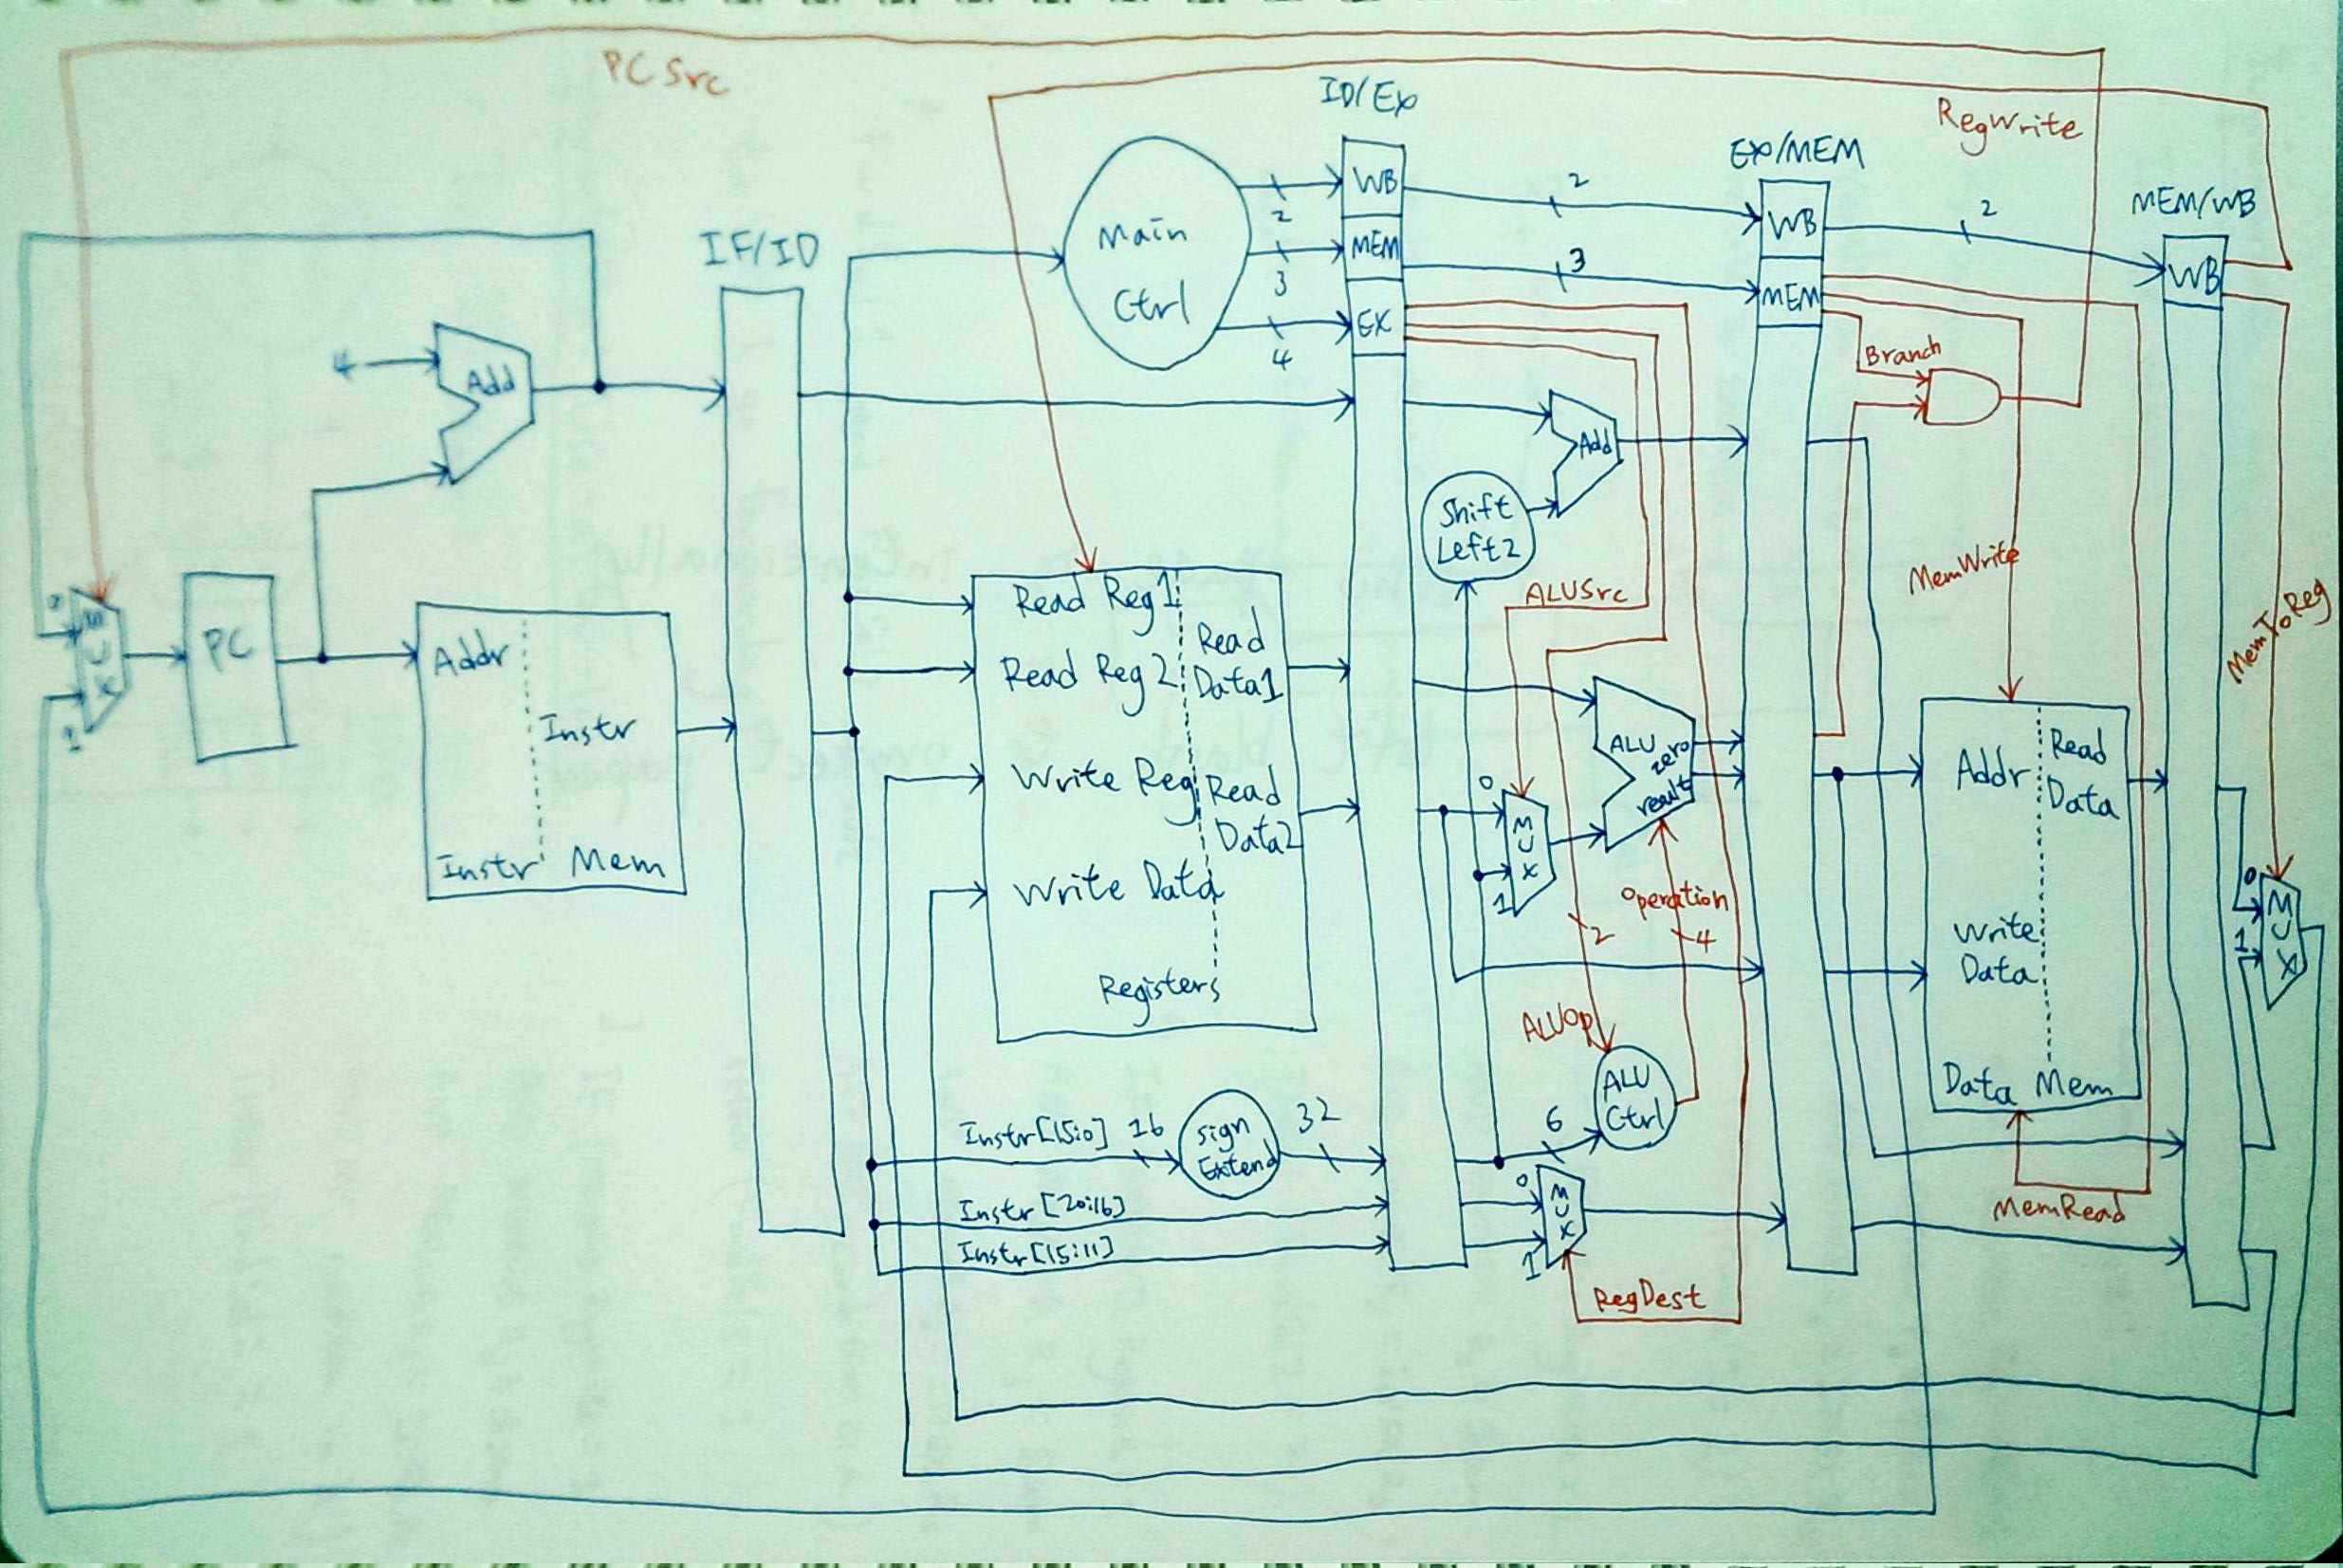 PCSrc
ID/EX
RegWrite
EX/MEM
MEM/WB
IF/ID
Main
Ctrl
2
3
4
WB
MEM
EX
2
3
WB
MEM
2
WB
4
Add
Branch
Add
Shift
Left2
ALUSrc
MemWrite
MemToReg
0
MUX
1
PC
Addr
Instr
Instr Mem
Read Reg1
Read Reg2
Write Reg
Write Data
Read
Data1
Read
Data2
Registers
ALU
zero
result
0
MUX
1
Operation
2
4
ALUOp
ALU
Ctrl
Addr
Read
Data
Write
Data
Data Mem
0
1
MUX
Instr[15:0] 16
Sign
Extend
32
6
Instr[20:16]
Instr[15:11]
0
MUX
1
RegDest
MemRead